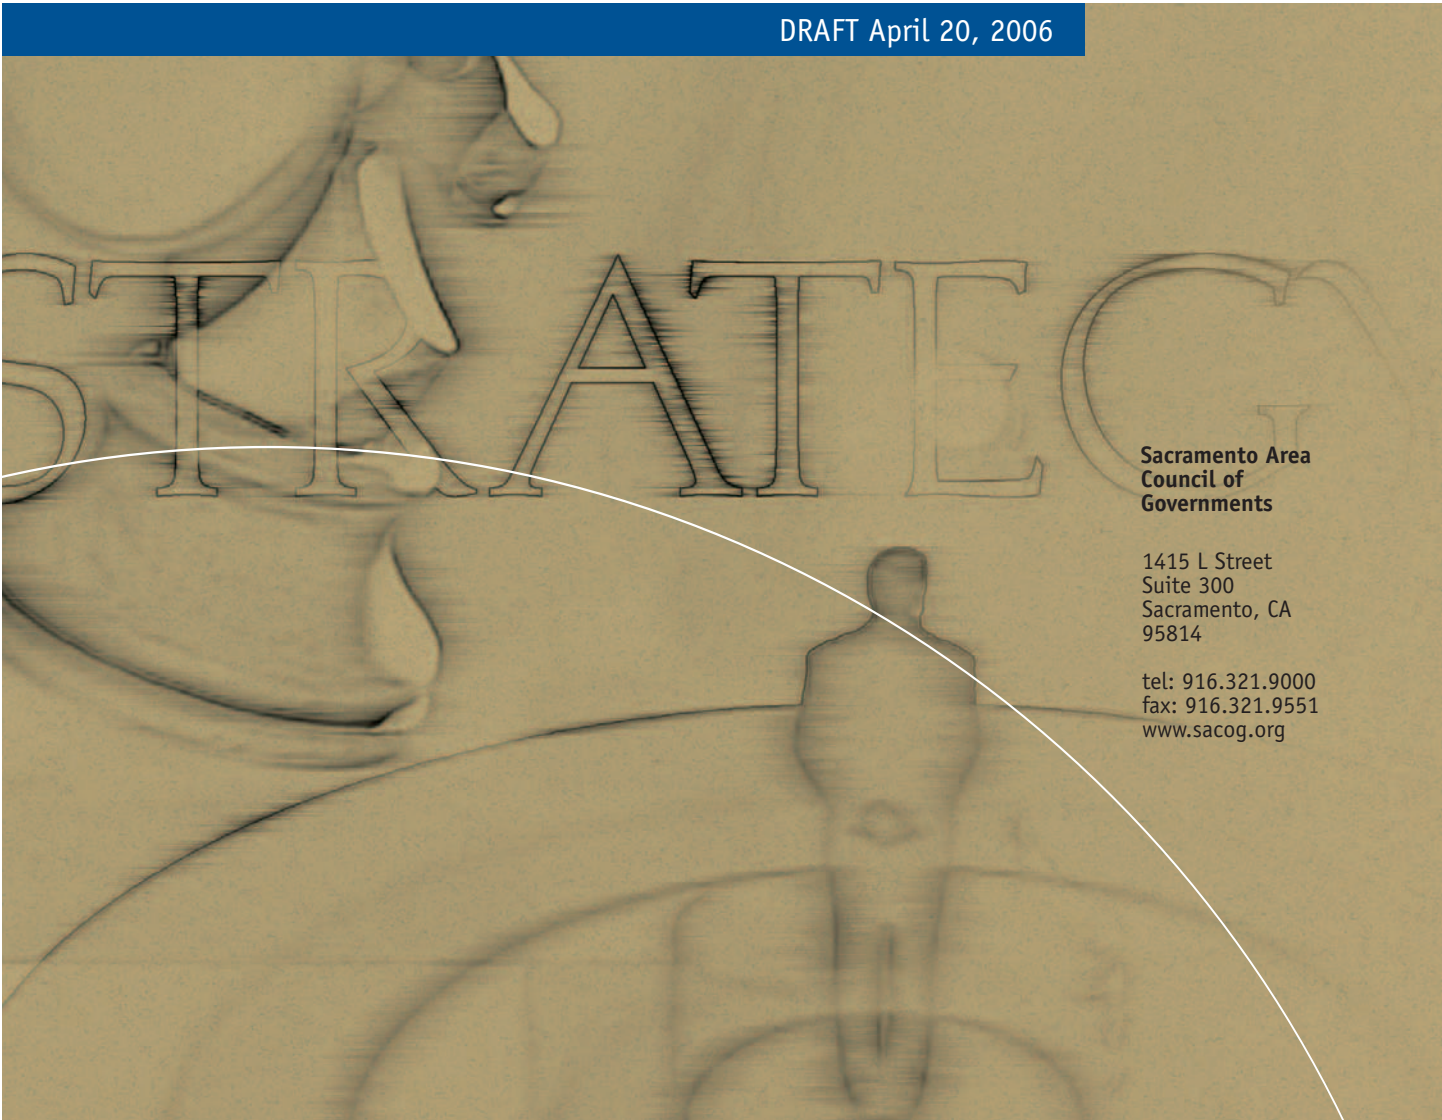 DRAFT April 20, 2006
STRATEG
Sacramento Area
Council of
Governments
1415 L Street
Suite 300
Sacramento, CA
95814
tel: 916.321.9000
fax: 916.321.9551
www.sacog.org